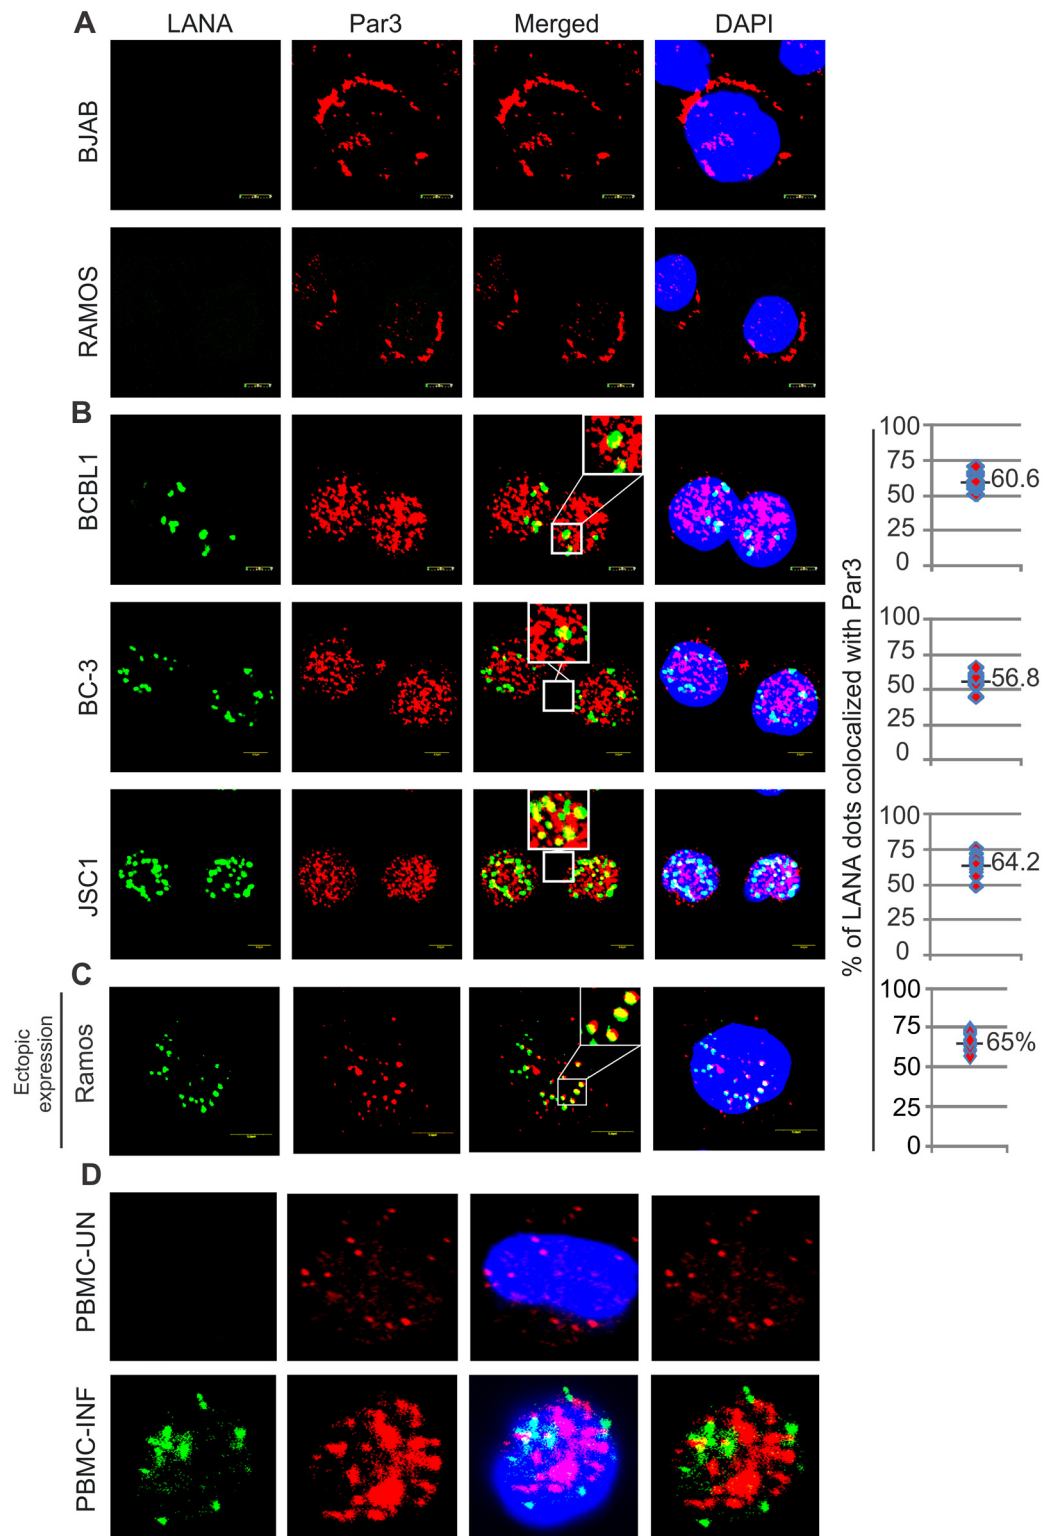 A
LANA Par3 Merged DAPI
BJAB
RAMOS
B
BCBL1
100
75
60.6
50
25
0
BC-3
100
75
56.8
50
25
0
JSC1
100
75
64.2
50
25
0
% of LANA dots colocalized with Par3
C
Ectopic
expression
Ramos
100
75
65%
50
25
0
D
PBMC-UN
PBMC-INF